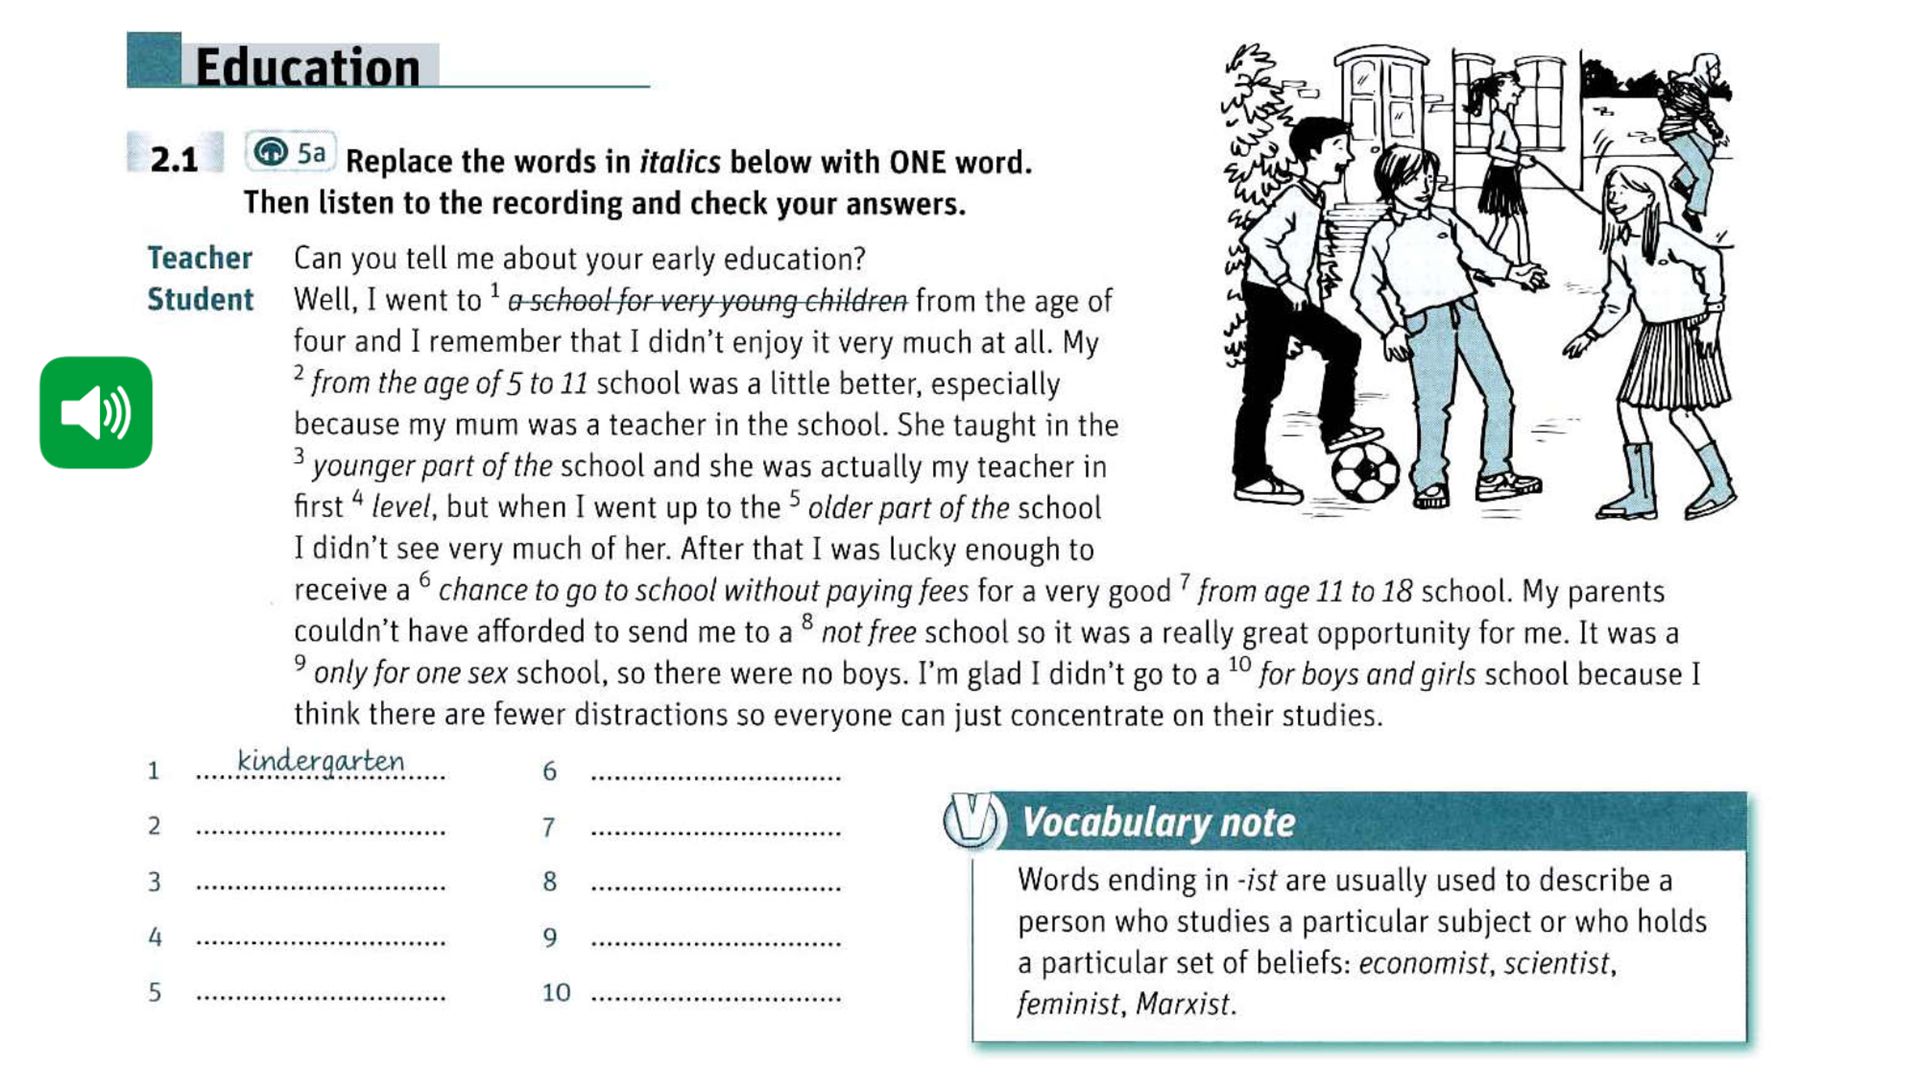 Education
2.1 5a Replace the words in italics below with ONE word.
Then listen to the recording and check your answers.
Teacher Can you tell me about your early education?
Student Well, I went to 1 a school for very young children from the age of
four and I remember that I didn't enjoy it very much at all. My
2 from the age of 5 to 11 school was a little better, especially
because my mum was a teacher in the school. She taught in the
3 younger part of the school and she was actually my teacher in
first 4 level, but when I went up to the 5 older part of the school
I didn't see very much of her. After that I was lucky enough to
receive a 6 chance to go to school without paying fees for a very good 7 from age 11 to 18 school. My parents
couldn't have afforded to send me to a 8 not free school so it was a really great opportunity for me. It was a
9 only for one sex school, so there were no boys. I'm glad I didn't go to a 10 for boys and girls school because I
think there are fewer distractions so everyone can just concentrate on their studies.
1 kindergarten
2
3
4
5
6
7
8
9
10
V Vocabulary note
Words ending in -ist are usually used to describe a
person who studies a particular subject or who holds
a particular set of beliefs: economist, scientist,
feminist, Marxist.